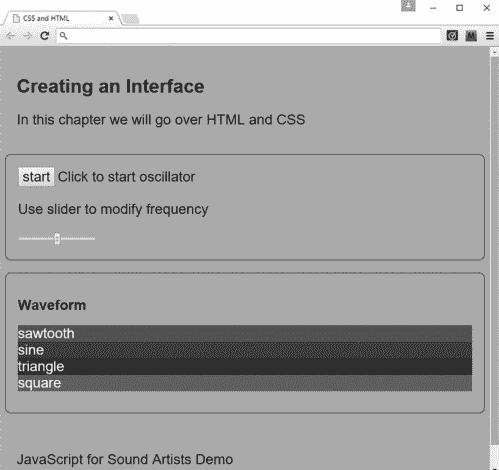 CSS and HTML
Creating an Interface
In this chapter we will go over HTML and CSS
start Click to start oscillator
Use slider to modify frequency
Waveform
sawtooth
sine
triangle
square
JavaScript for Sound Artists Demo